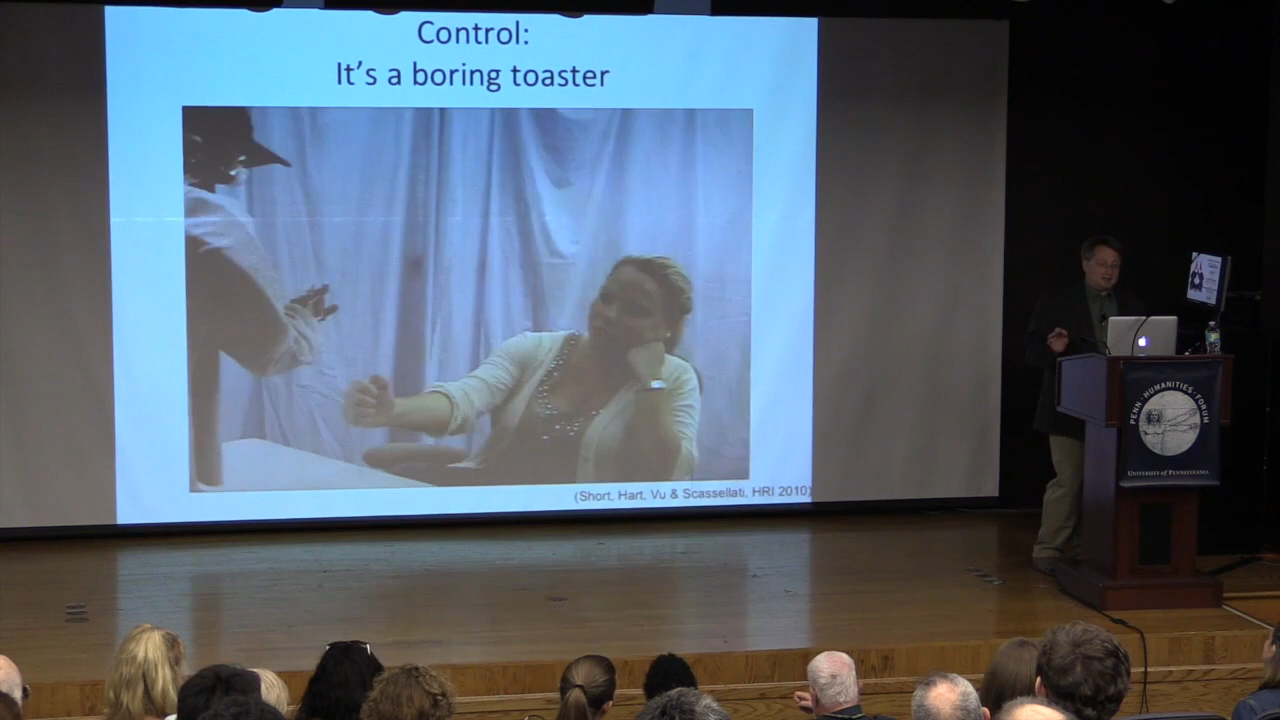 Control:
It's a boring toaster
(Short, Hart, Vu & Scassellati, HRI 2010)
PENN · HUMANITIES · FORUM
UNIVERSITY of PENNSYLVANIA